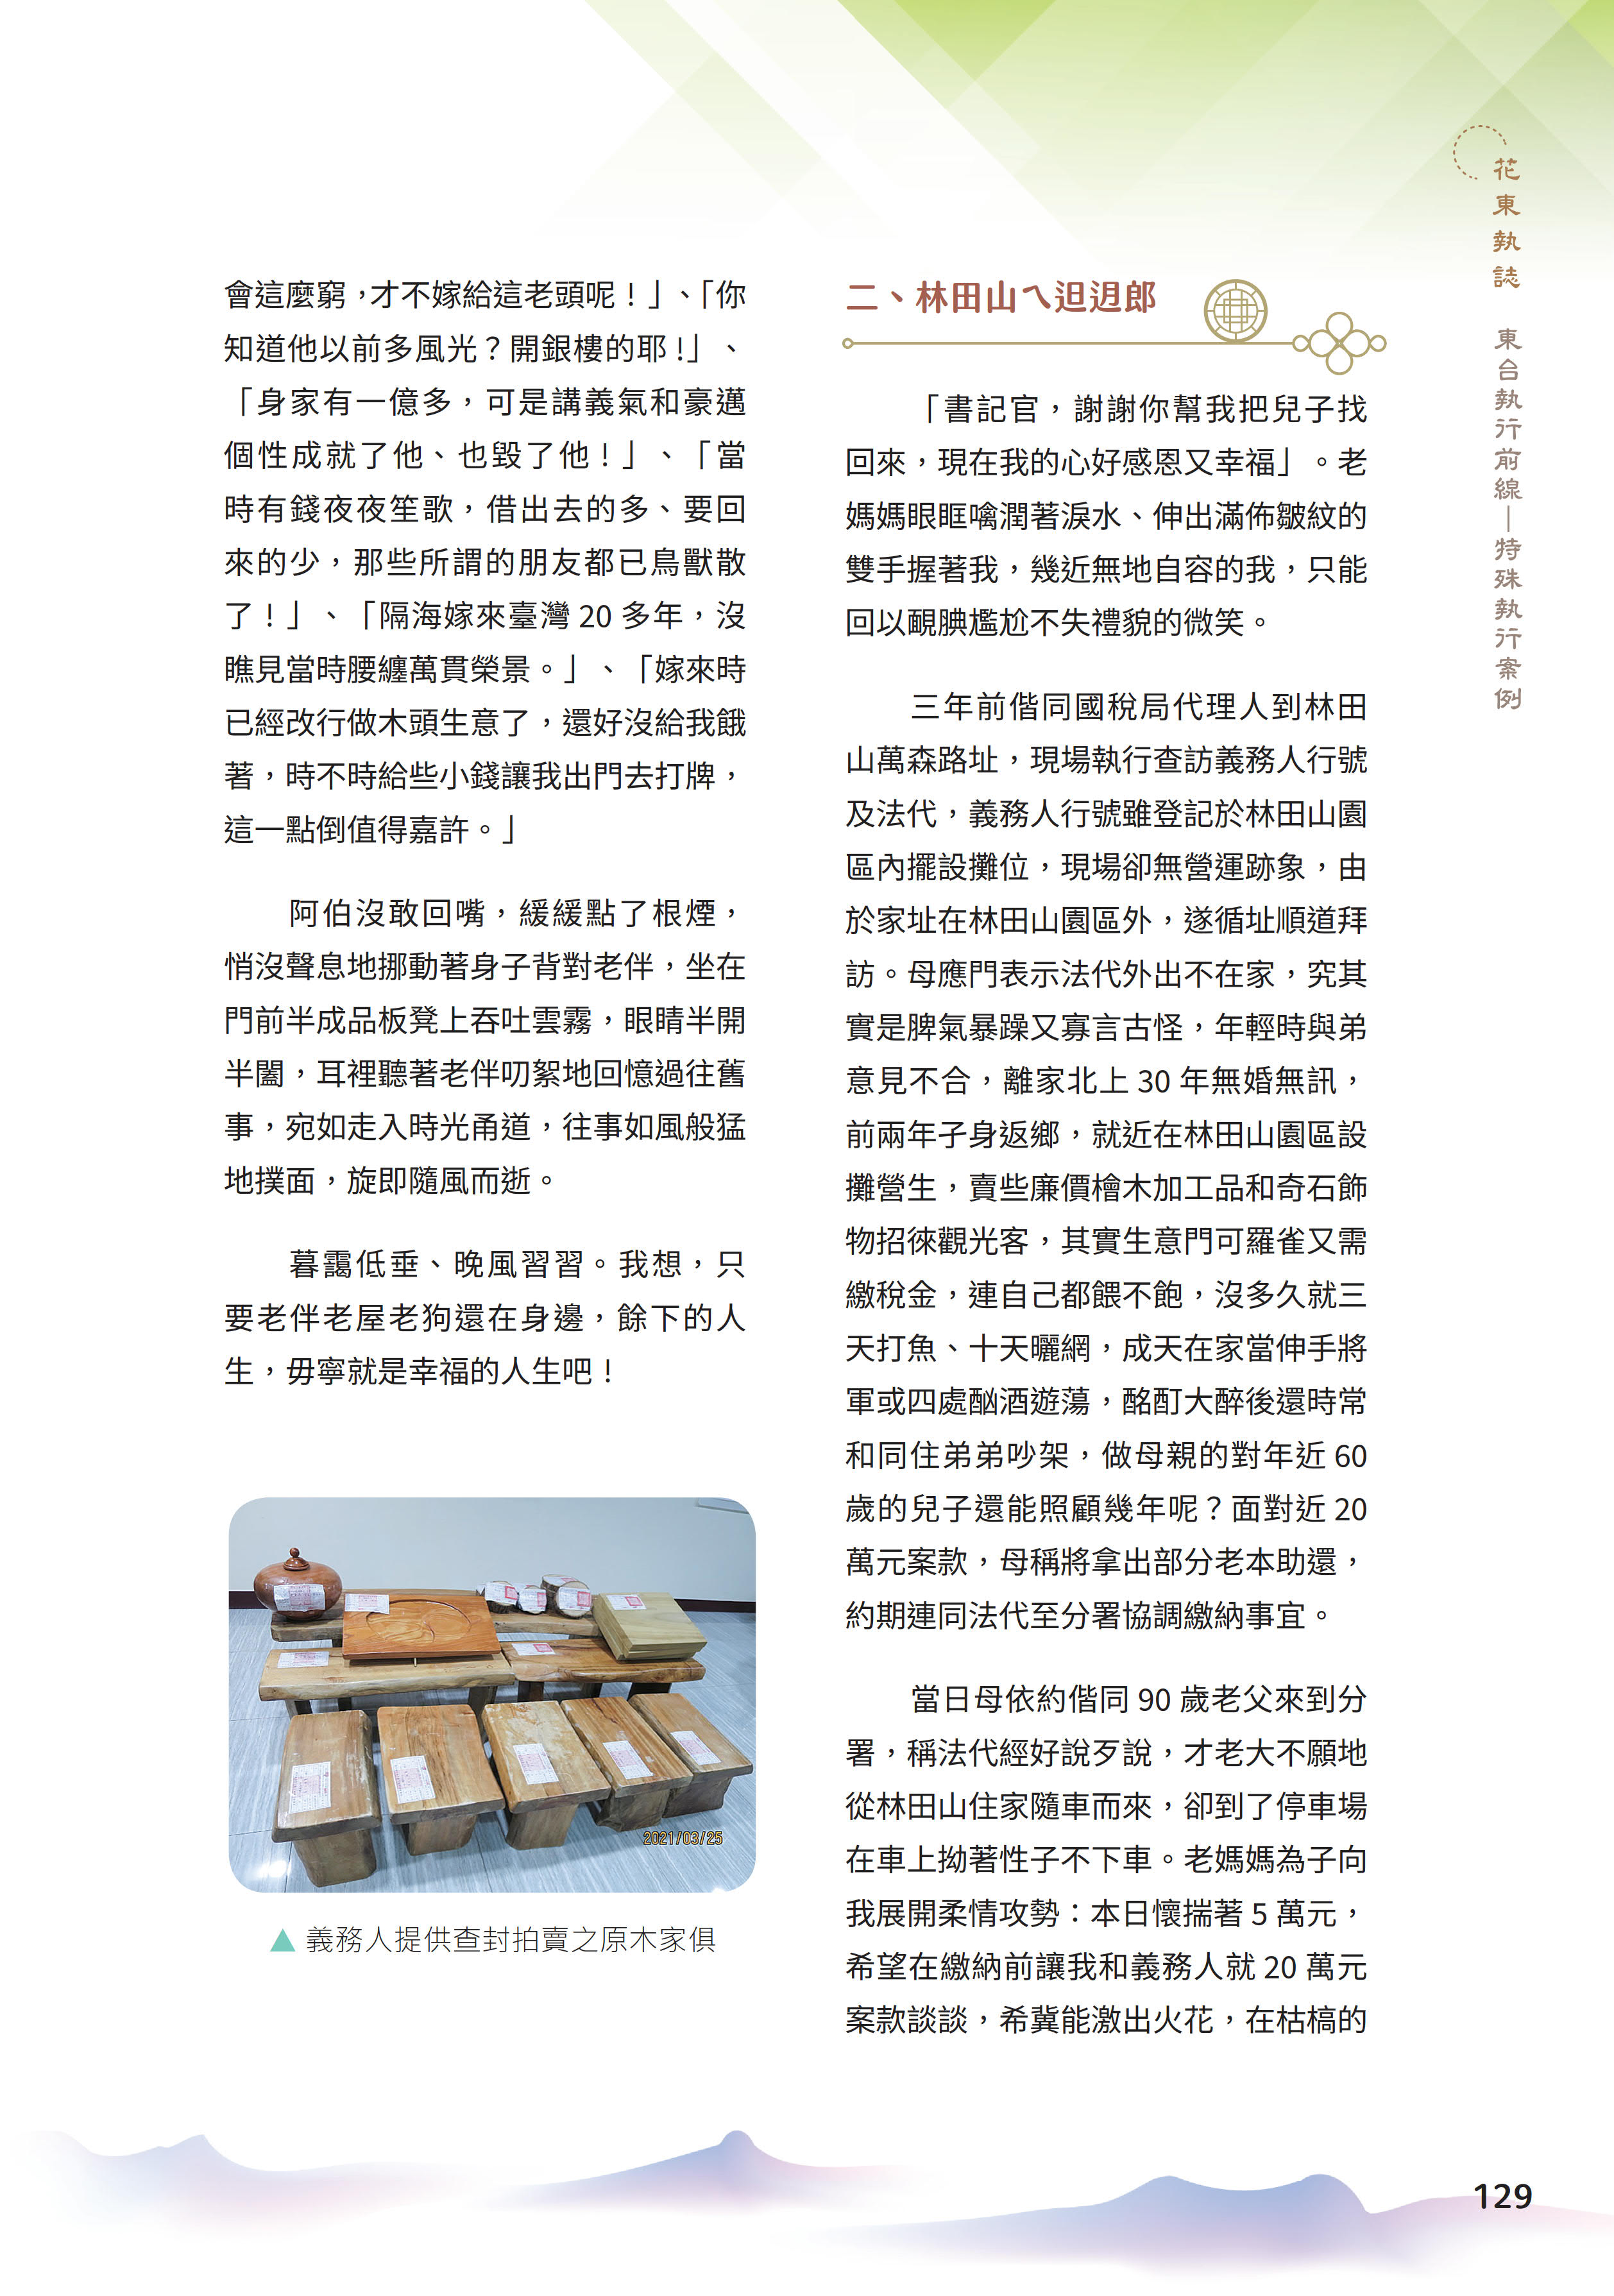 花東執誌 東台執行前線—特殊執行案例
會這麼窮，才不嫁給這老頭呢！」、「你
知道他以前多風光？開銀樓的耶!」、
「身家有一億多，可是講義氣和豪邁
個性成就了他、也毀了他！」、「當
時有錢夜夜笙歌，借出去的多、要回
來的少，那些所謂的朋友都已鳥獸散
了！」、「隔海嫁來臺灣 20 多年，沒
瞧見當時腰纏萬貫榮景。」、「嫁來時
已經改行做木頭生意了，還好沒給我餓
著，時不時給些小錢讓我出門去打牌，
這一點倒值得嘉許。」
阿伯沒敢回嘴，緩緩點了根煙，
悄沒聲息地挪動著身子背對老伴，坐在
門前半成品板凳上吞吐雲霧，眼睛半開
半闔，耳裡聽著老伴叨絮地回憶過往舊
事，宛如走入時光甬道，往事如風般猛
地撲面，旋即隨風而逝。
暮靄低垂、晚風習習。我想，只
要老伴老屋老狗還在身邊，餘下的人
生，毋寧就是幸福的人生吧！
2021/03/25
▲ 義務人提供查封拍賣之原木家俱
二、林田山ㄟ𨑨迌郎
「書記官，謝謝你幫我把兒子找
回來，現在我的心好感恩又幸福」。老
媽媽眼眶噙潤著淚水、伸出滿佈皺紋的
雙手握著我，幾近無地自容的我，只能
回以靦腆尷尬不失禮貌的微笑。
三年前偕同國稅局代理人到林田
山萬森路址，現場執行查訪義務人行號
及法代，義務人行號雖登記於林田山園
區內擺設攤位，現場卻無營運跡象，由
於家址在林田山園區外，遂循址順道拜
訪。母應門表示法代外出不在家，究其
實是脾氣暴躁又寡言古怪，年輕時與弟
意見不合，離家北上 30 年無婚無訊，
前兩年孑身返鄉，就近在林田山園區設
攤營生，賣些廉價檜木加工品和奇石飾
物招徠觀光客，其實生意門可羅雀又需
繳稅金，連自己都餵不飽，沒多久就三
天打魚、十天曬網，成天在家當伸手將
軍或四處酗酒遊蕩，酩酊大醉後還時常
和同住弟弟吵架，做母親的對年近 60
歲的兒子還能照顧幾年呢？面對近 20
萬元案款，母稱將拿出部分老本助還，
約期連同法代至分署協調繳納事宜。
當日母依約偕同 90 歲老父來到分
署，稱法代經好說歹說，才老大不願地
從林田山住家隨車而來，卻到了停車場
在車上拗著性子不下車。老媽媽為子向
我展開柔情攻勢：本日懷揣著 5 萬元，
希望在繳納前讓我和義務人就 20 萬元
案款談談，希冀能激出火花，在枯槁的
129